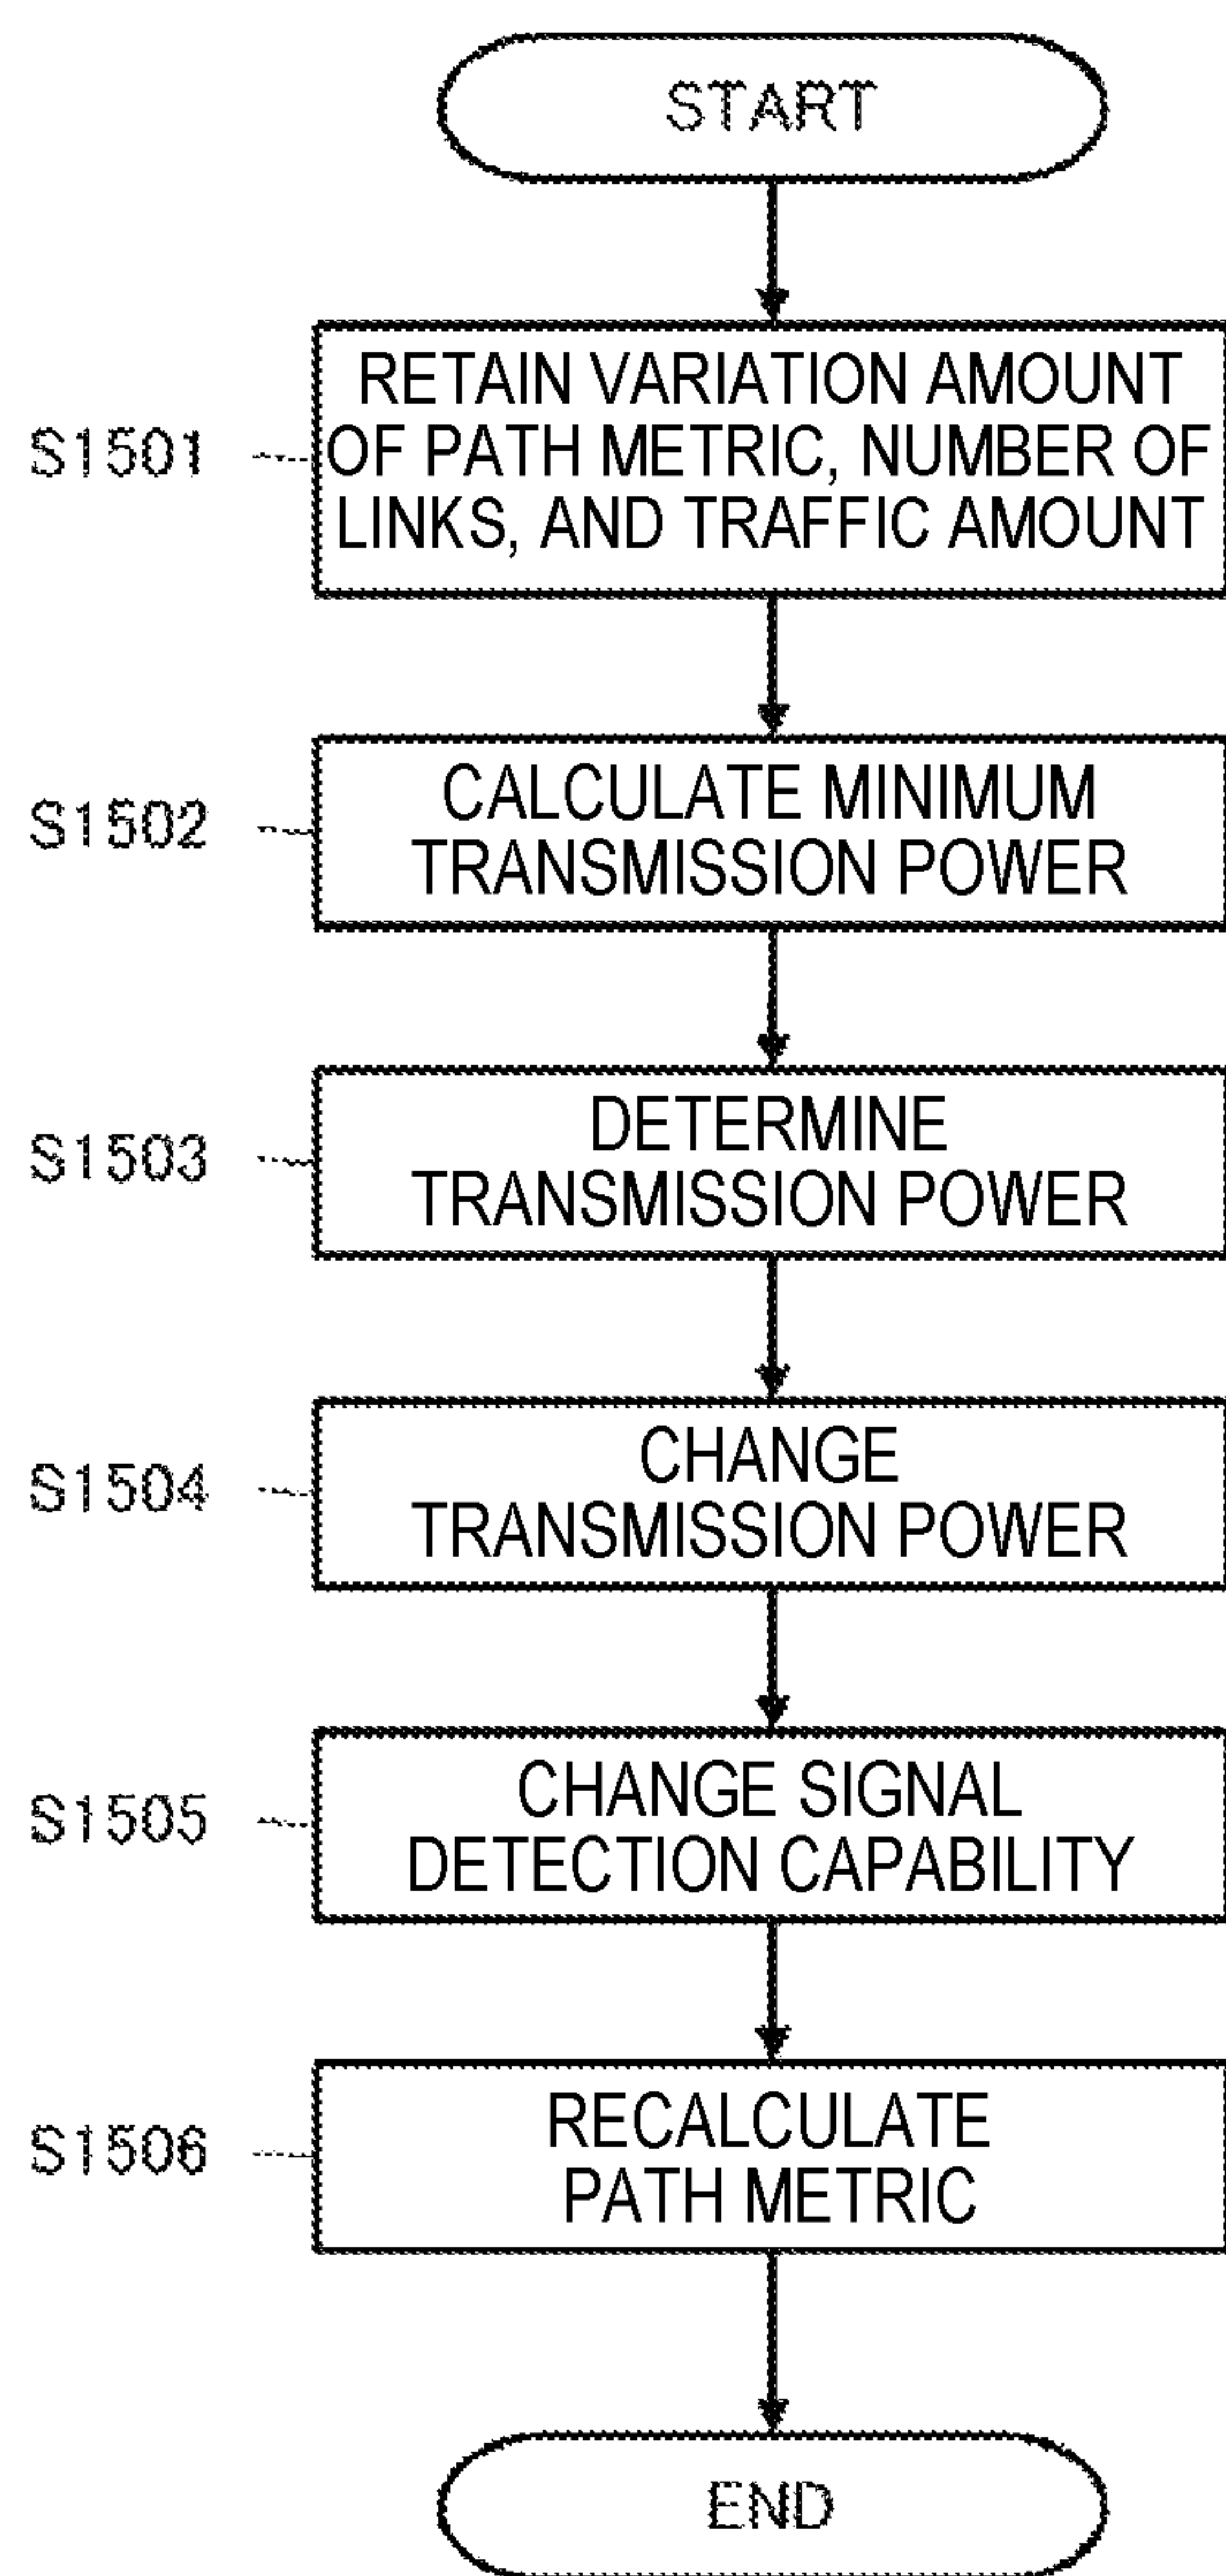 START
S1501
RETAIN VARIATION AMOUNT
OF PATH METRIC, NUMBER OF
LINKS, AND TRAFFIC AMOUNT
S1502
CALCULATE MINIMUM
TRANSMISSION POWER
S1503
DETERMINE
TRANSMISSION POWER
S1504
CHANGE
TRANSMISSION POWER
S1505
CHANGE SIGNAL
DETECTION CAPABILITY
S1506
RECALCULATE
PATH METRIC
END